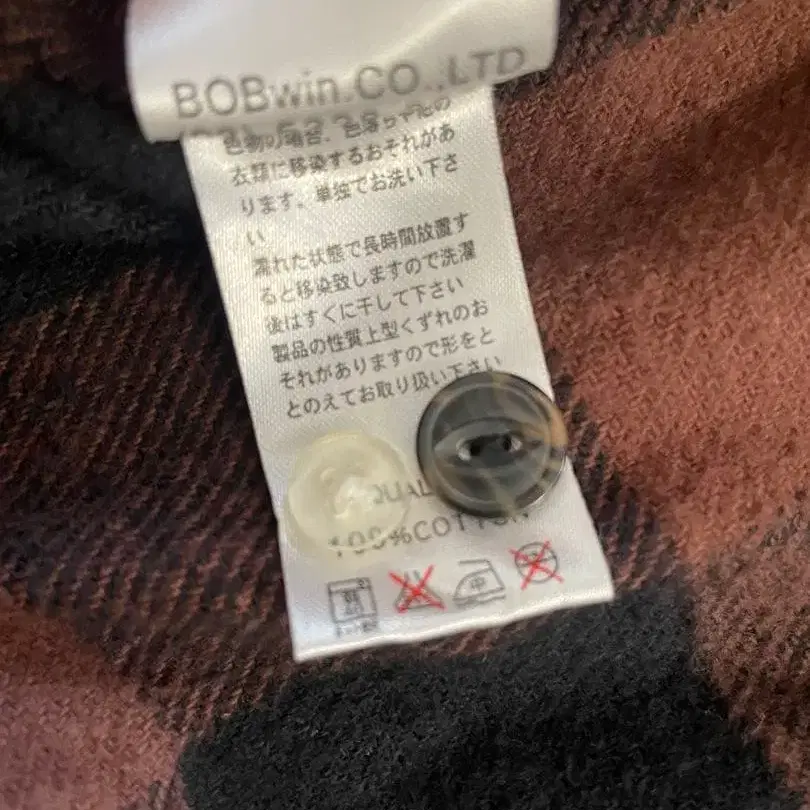 BOBwin.CO.,LTD
色物の場合、色落ちや他の
衣類に移染するおそれがあ
ります、単独でお洗い下さ
い
濡れた状態で長時間放置す
ると移染致しますので洗濯
後はすぐに干して下さい
製品の性質上型くずれのお
それがありますので形をと
とのえてお取り扱い下さい
QUAL
100%COTTON
中